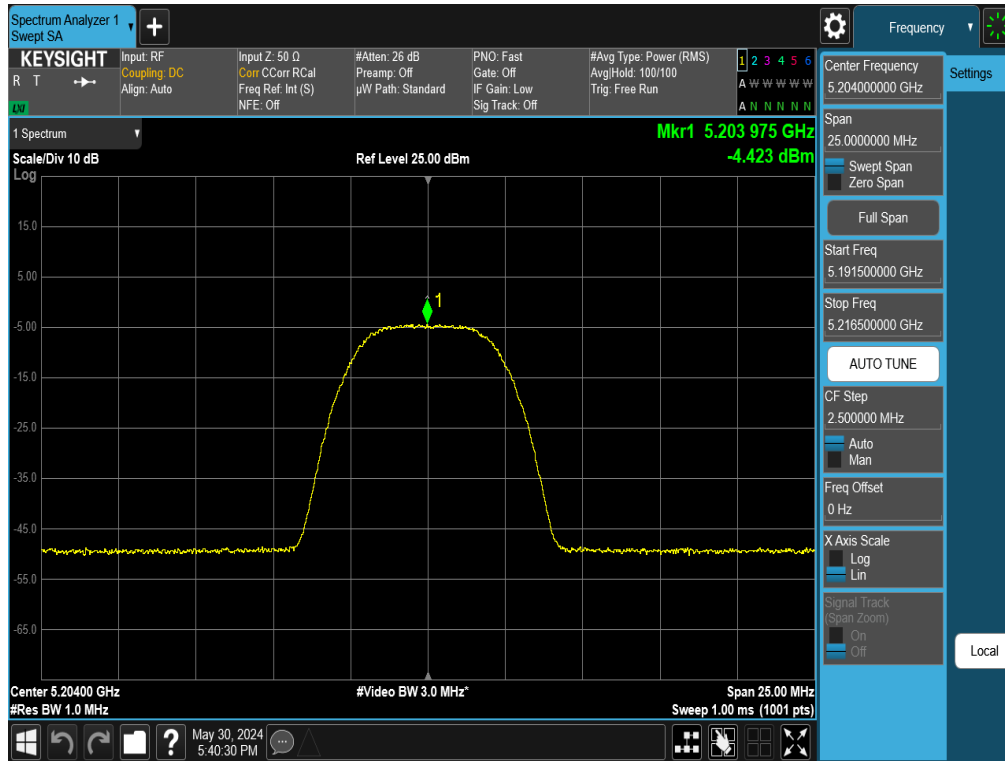 Spectrum Analyzer 1
Swept SA
+
Frequency
KEYSIGHT
R T
LXI
Input: RF
Coupling: DC
Align: Auto
Input Z: 50 Ω
Corr CCorr RCal
Freq Ref: Int (S)
NFE: Off
#Atten: 26 dB
Preamp: Off
µW Path: Standard
PNO: Fast
Gate: Off
IF Gain: Low
Sig Track: Off
#Avg Type: Power (RMS)
Avg|Hold: 100/100
Trig: Free Run
1 2 3 4 5 6
A W W W W W
A N N N N N
1 Spectrum
Mkr1 5.203 975 GHz
Scale/Div 10 dB
Ref Level 25.00 dBm
-4.423 dBm
Log
15.0
5.00
1
-5.00
-15.0
-25.0
-35.0
-45.0
-55.0
-65.0
Center 5.20400 GHz
#Video BW 3.0 MHz*
Span 25.00 MHz
#Res BW 1.0 MHz
Sweep 1.00 ms (1001 pts)
Center Frequency
5.204000000 GHz
Settings
Span
25.0000000 MHz
Swept Span
Zero Span
Full Span
Start Freq
5.191500000 GHz
Stop Freq
5.216500000 GHz
AUTO TUNE
CF Step
2.500000 MHz
Auto
Man
Freq Offset
0 Hz
X Axis Scale
Log
Lin
Signal Track
(Span Zoom)
On
Off
Local
?
May 30, 2024
5:40:30 PM